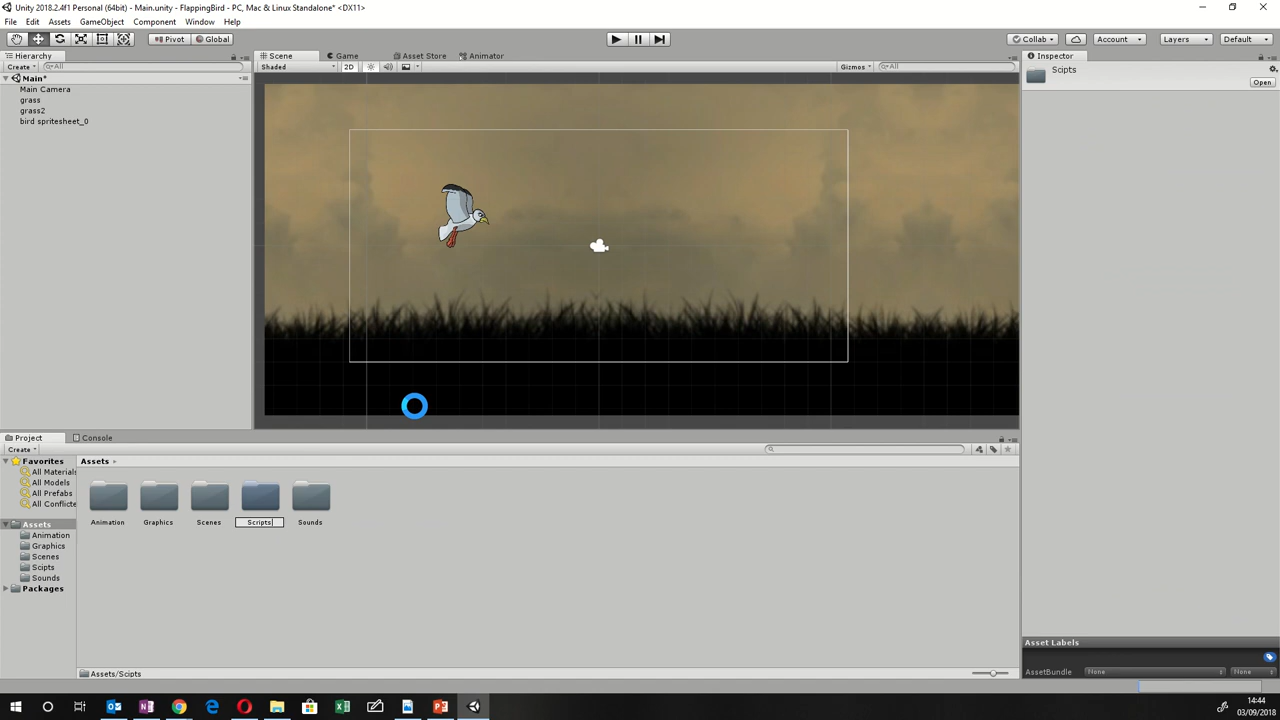 Unity 2018.2.4f1 Personal (64bit) - Main.unity - FlappingBird - PC, Mac & Linux Standalone* <DX11>
File Edit Assets GameObject Component Window Help
Pivot Global Collab Account Layers Default
Hierarchy
Create All
Main*
Main Camera
grass
grass2
bird spritesheet_0
Scene Game Asset Store Animator
Shaded 2D Gizmos All
Inspector
Scipts
Open
Project Console
Create
Favorites
All Materials
All Models
All Prefabs
All Conflicte
Assets
Animation
Graphics
Scenes
Scipts
Sounds
Packages
Assets
Animation Graphics Scenes Scripts Sounds
Assets/Scipts
Asset Labels
AssetBundle None None
14:44
03/09/2018